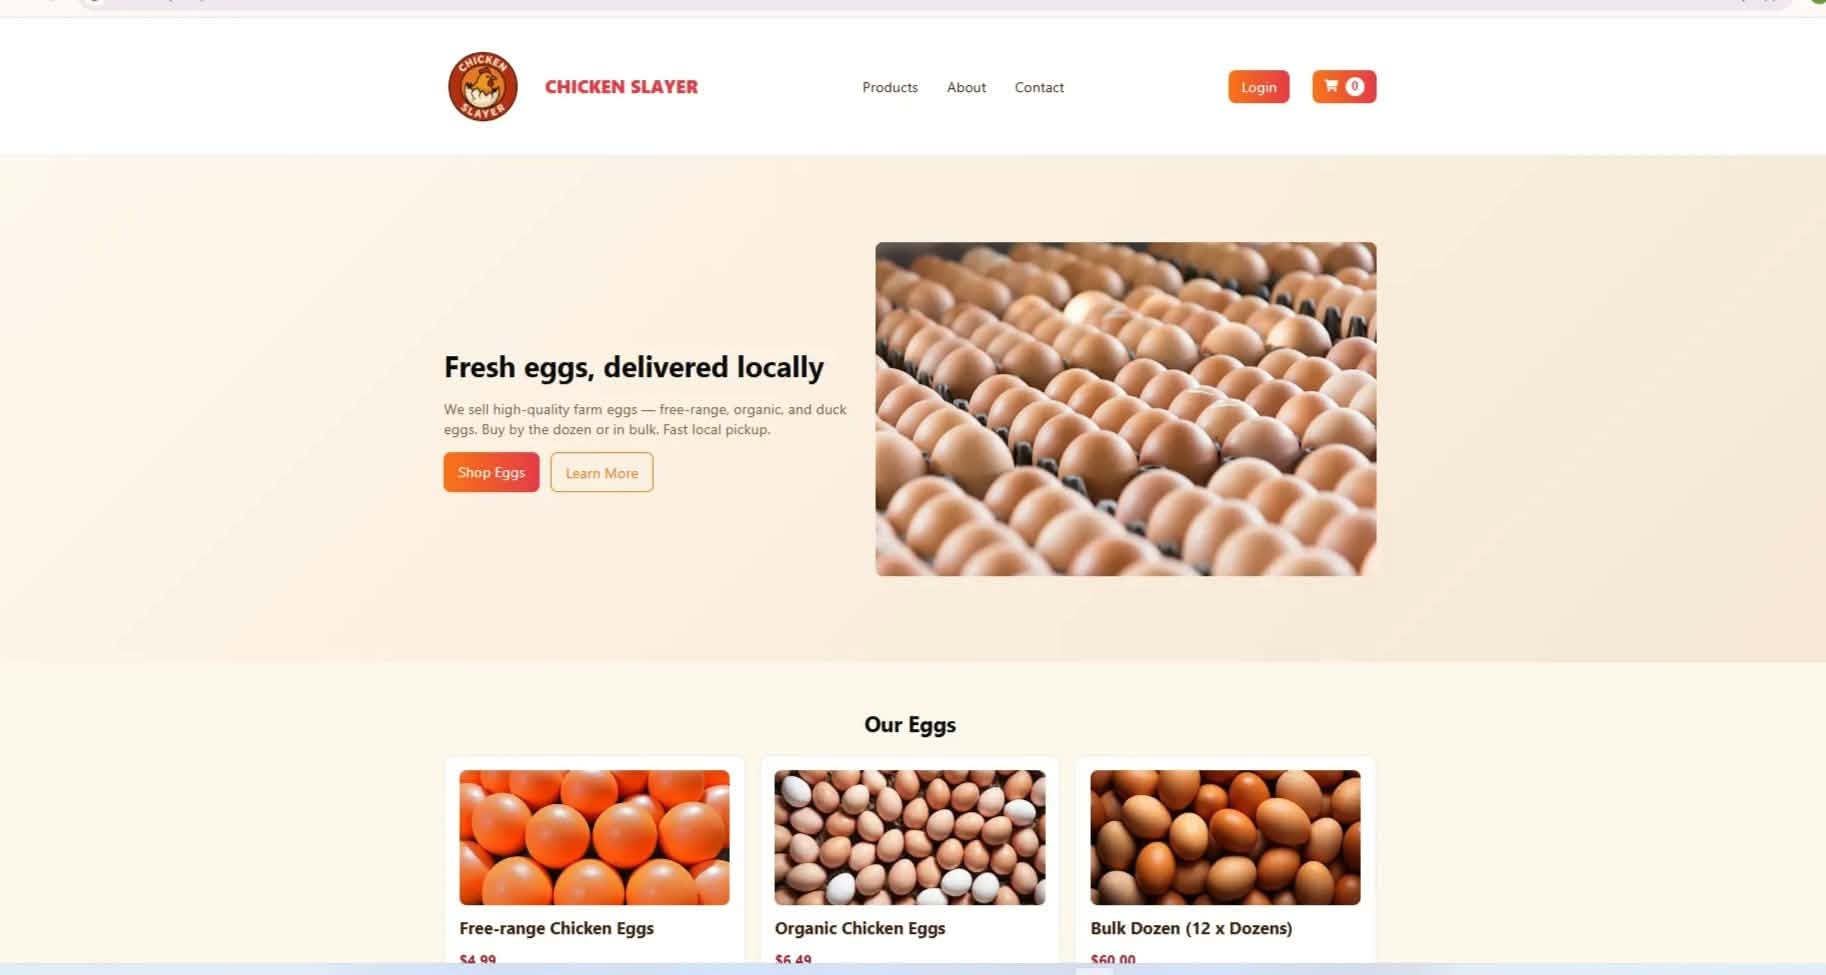 CHICKEN
SLAYER
CHICKEN SLAYER
Products
About
Contact
Login
0
Fresh eggs, delivered locally
We sell high-quality farm eggs — free-range, organic, and duck
eggs. Buy by the dozen or in bulk. Fast local pickup.
Shop Eggs
Learn More
Our Eggs
Free-range Chicken Eggs
$4.99
Organic Chicken Eggs
$6.49
Bulk Dozen (12 x Dozens)
$60.00